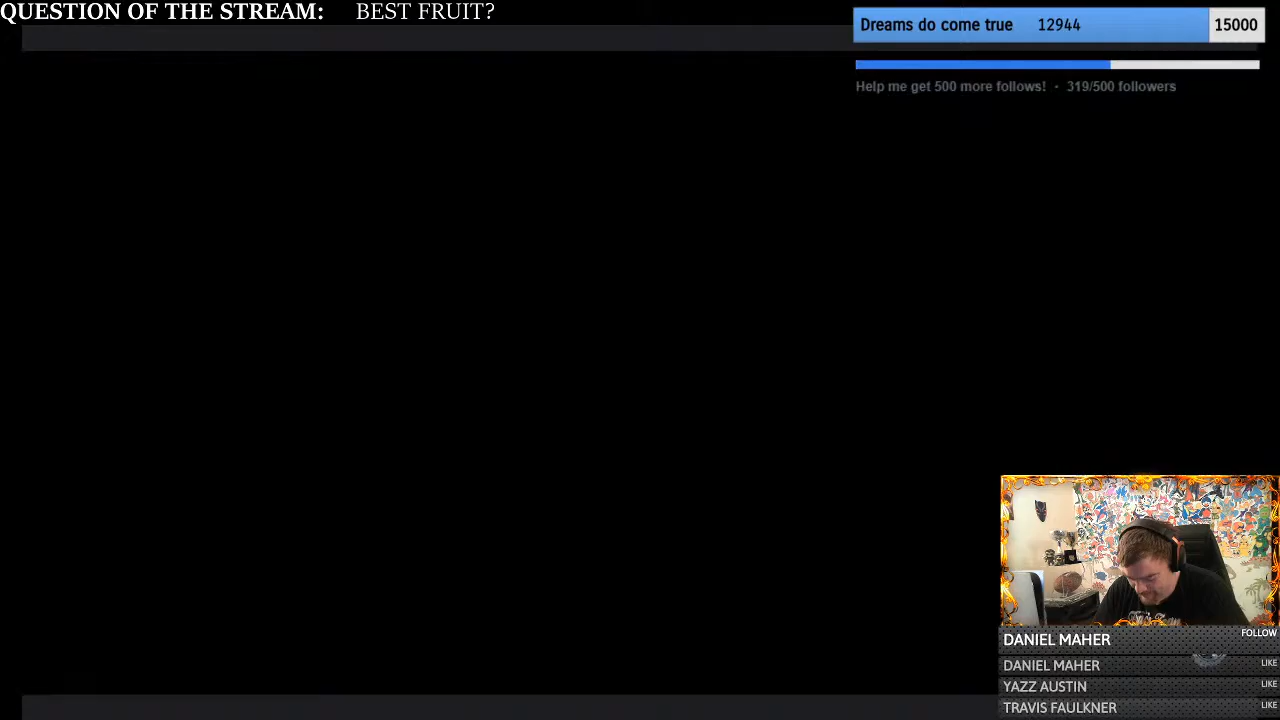 QUESTION OF THE STREAM: BEST FRUIT?
Dreams do come true 12944 15000
Help me get 500 more follows! · 319/500 followers
DANIEL MAHER FOLLOW
DANIEL MAHER LIKE
YAZZ AUSTIN LIKE
TRAVIS FAULKNER LIKE